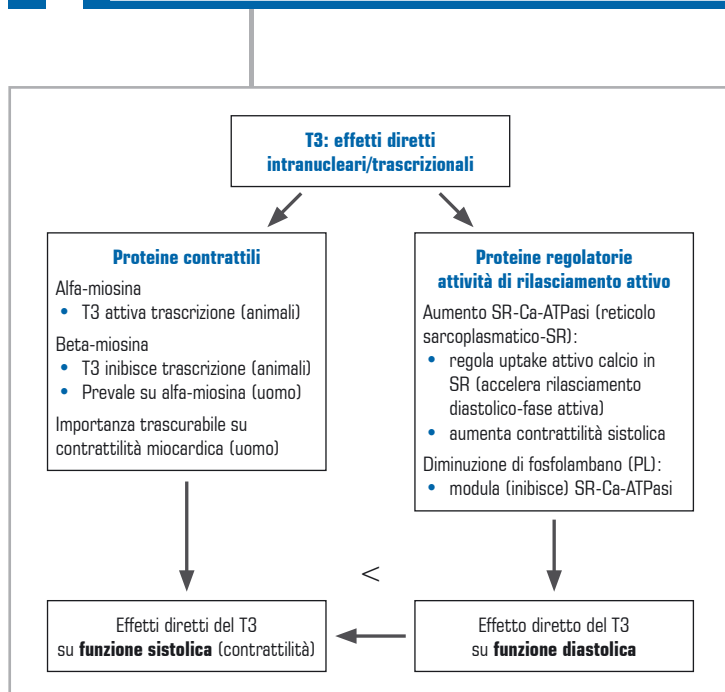 T3: effetti diretti
intranucleari/trascrizionali
Proteine contrattili
Alfa-miosina
• T3 attiva trascrizione (animali)
Beta-miosina
• T3 inibisce trascrizione (animali)
• Prevale su alfa-miosina (uomo)
Importanza trascurabile su
contrattilità miocardica (uomo)
Proteine regolatorie
attività di rilasciamento attivo
Aumento SR-Ca-ATPasi (reticolo
sarcoplasmatico-SR):
• regola uptake attivo calcio in
SR (accelera rilasciamento
diastolico-fase attiva)
• aumenta contrattilità sistolica
Diminuzione di fosfolambano (PL):
• modula (inibisce) SR-Ca-ATPasi
<
Effetti diretti del T3
su funzione sistolica (contrattilità)
Effetto diretto del T3
su funzione diastolica